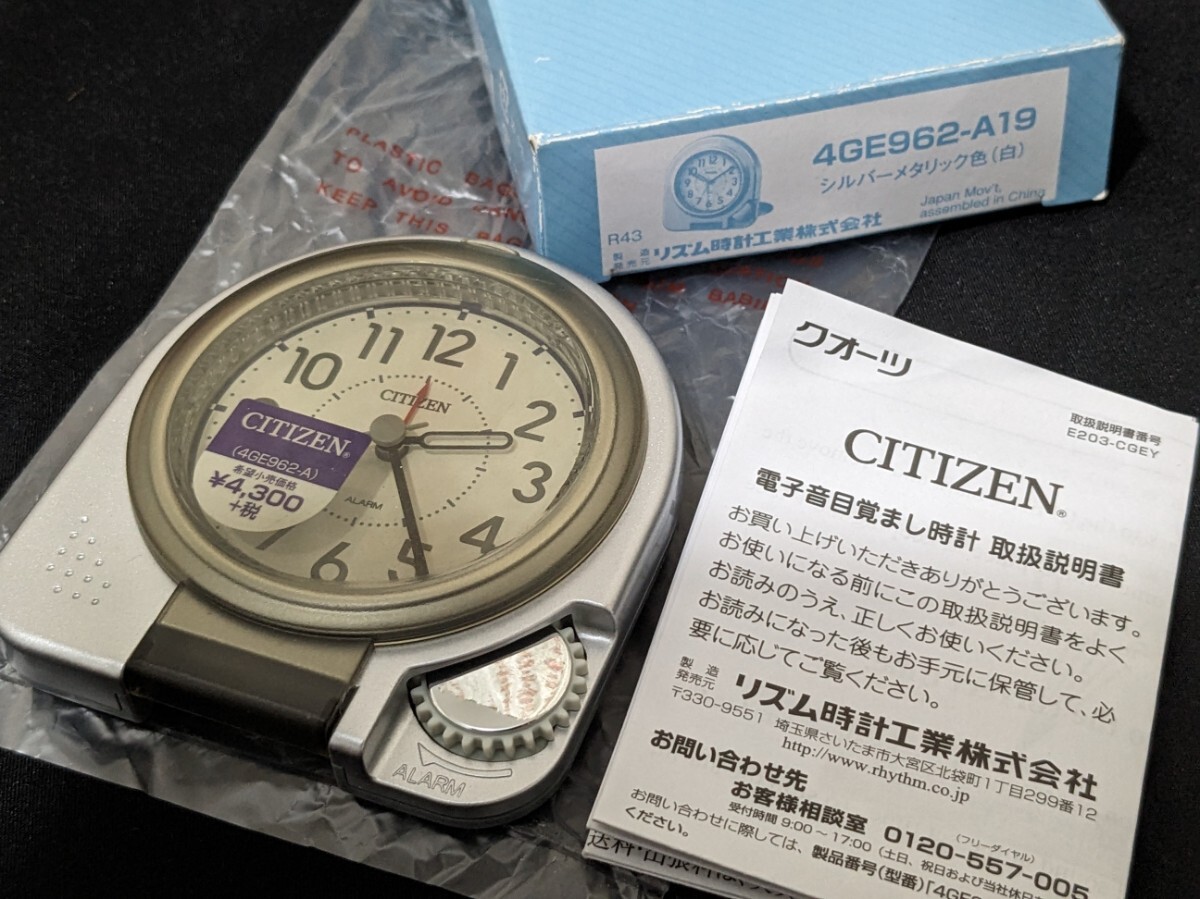 PLASTIC BAGS
TO AVOID
KEEP THIS BAG
4GE962-A19
シルバーメタリック色(白)
Japan Mov't,
assembled in China
R43
製造
発売元
リズム時計工業株式会社
11 12 1
10 2
3
4
5
6
7
CITIZEN
ALARM
CITIZEN®
(4GE962-A)
希望小売価格
¥4,300
+税
ALARM
クオーツ
取扱説明書番号
E203-CGEY
CITIZEN®
電子音目覚まし時計 取扱説明書
お買い上げいただきありがとうございます。
お使いになる前にこの取扱説明書をよく
お読みのうえ、正しくお使いください。
お読みになった後もお手元に保管して、必
要に応じてご覧ください。
製造
発売元
リズム時計工業株式会社
〒330-9551 埼玉県さいたま市大宮区北袋町1丁目299番12
http://www.rhythm.co.jp
お問い合わせ先
お客様相談室 0120-557-005
(フリーダイヤル)
受付時間 9:00〜17:00(土日、祝日および当社休日
お問い合わせに際しては、製品番号(型番)「4GE
ください。